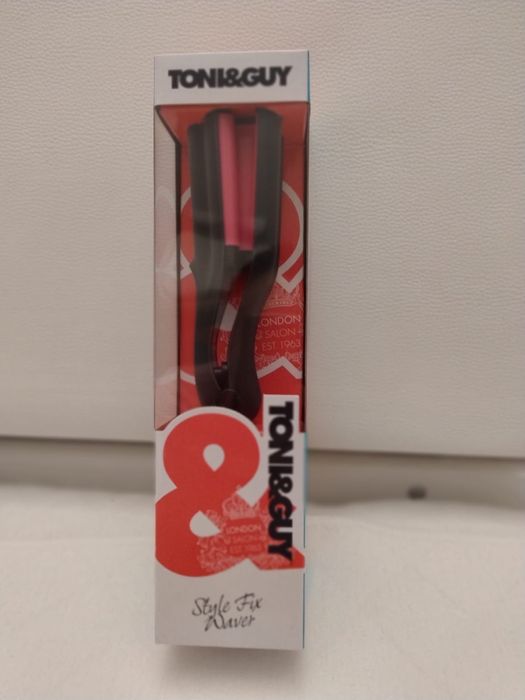 TONI&GUY
LONDON
SALON
EST 1963
TONI&GUY
&
LONDON
SALON
EST 1963
Style Fix
Waver